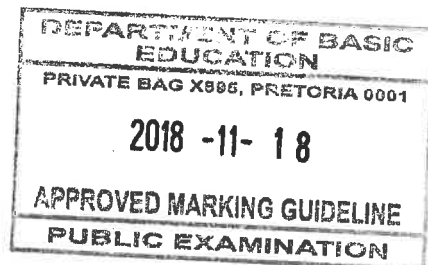 DEPARTMENT OF BASIC
EDUCATION
PRIVATE BAG X895, PRETORIA 0001
2018 -11- 18
APPROVED MARKING GUIDELINE
PUBLIC EXAMINATION